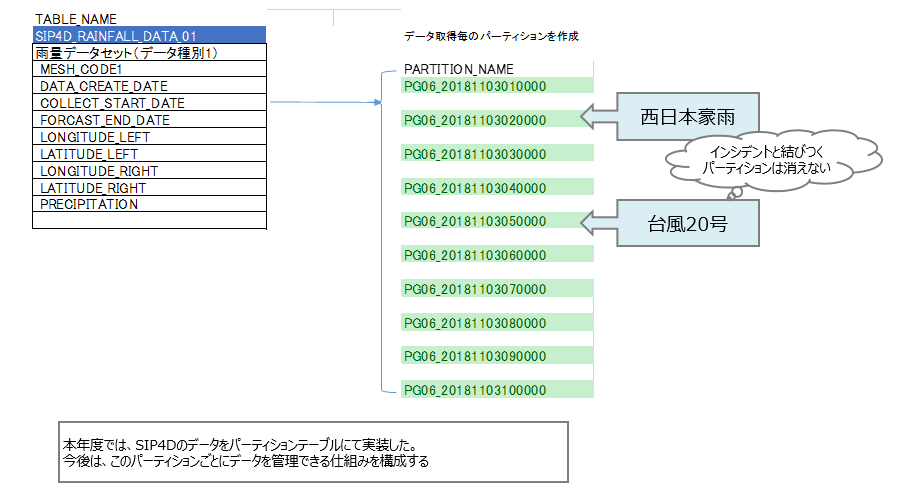 TABLE_NAME
SIP4D_RAINFALL_DATA_01
雨量データセット(データ種別1)
MESH_CODE1
DATA_CREATE_DATE
COLLECT_START_DATE
FORCAST_END_DATE
LONGITUDE_LEFT
LATITUDE_LEFT
LONGITUDE_RIGHT
LATITUDE_RIGHT
PRECIPITATION
データ取得毎のパーティションを作成
PARTITION_NAME
PG06_20181103010000
PG06_20181103020000
PG06_20181103030000
PG06_20181103040000
PG06_20181103050000
PG06_20181103060000
PG06_20181103070000
PG06_20181103080000
PG06_20181103090000
PG06_20181103100000
西日本豪雨
インシデントと結びつく
パーティションは消えない
台風20号
本年度では、SIP4Dのデータをパーティションテーブルにて実装した。
今後は、このパーティションごとにデータを管理できる仕組みを構成する